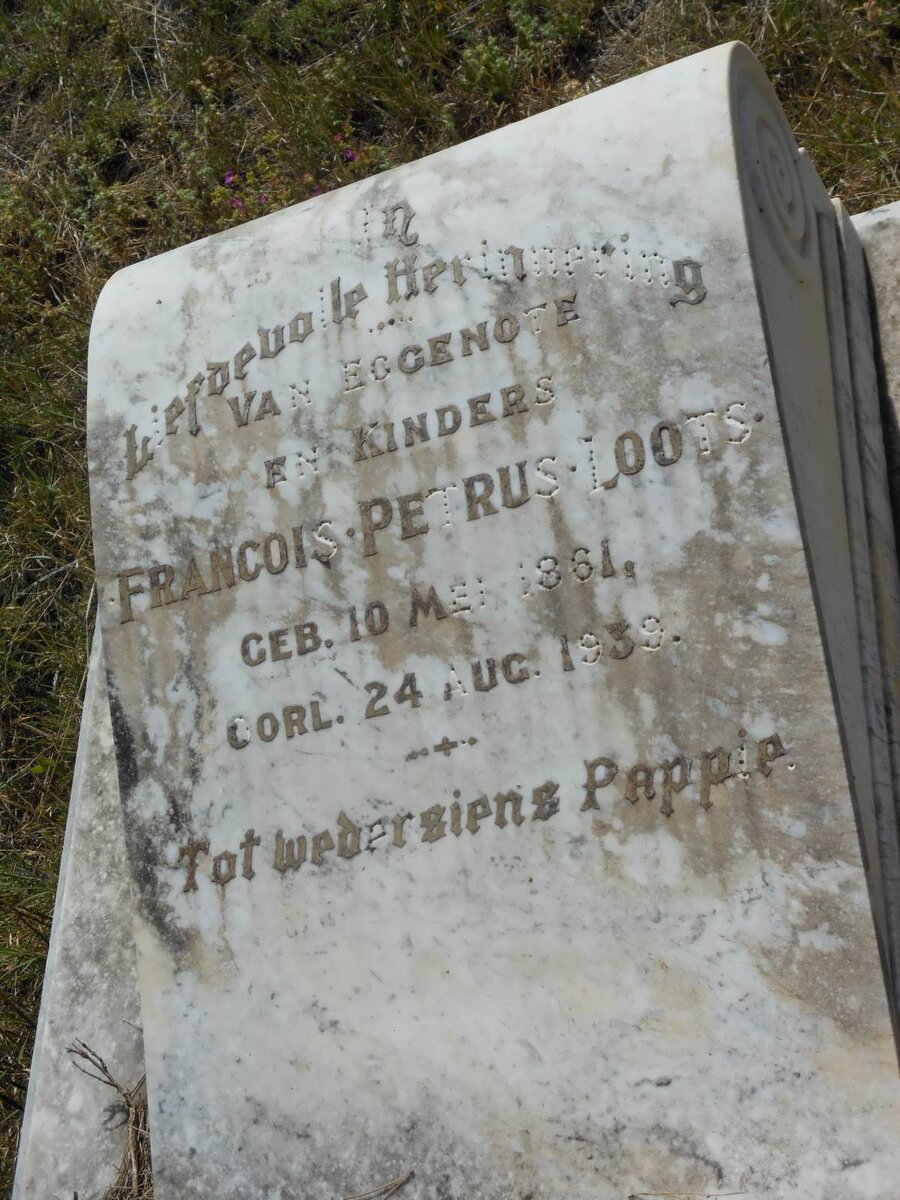 In
Liefdevolle Herinnering
VAN EGGENOTE
EN KINDERS
FRANCOIS · PETRUS · LOOTS ·
GEB. 10 MEI 1861,
OORL. 24 AUG. 1939.
Tot wedersiens Pappie.